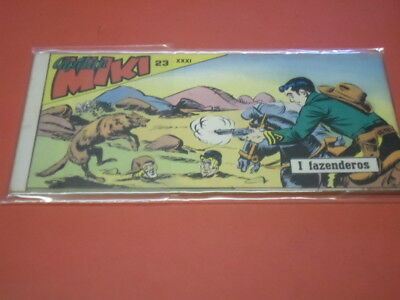 Capitan
MIKI
23 XXXI
I fazenderos